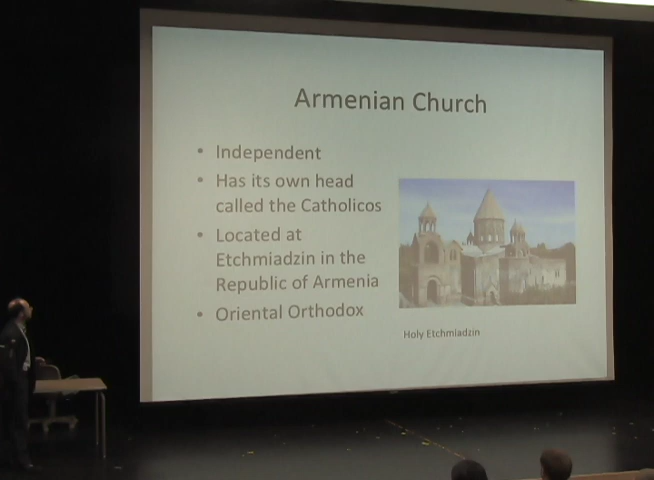 Armenian Church
• Independent
• Has its own head
called the Catholicos
• Located at
Etchmiadzin in the
Republic of Armenia
• Oriental Orthodox
Holy Etchmiadzin